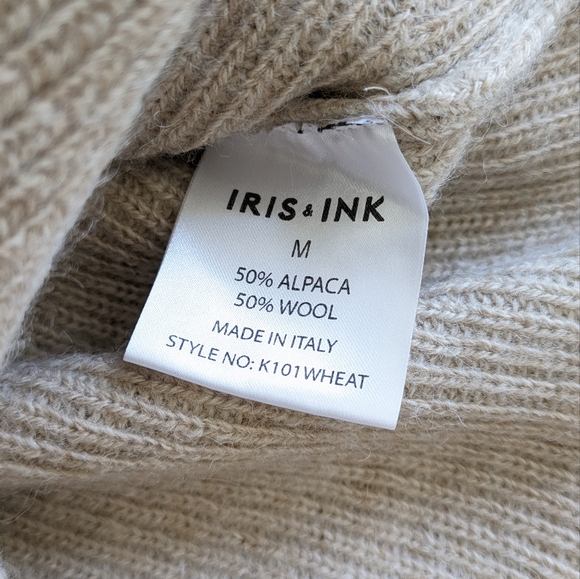 IRIS & INK
M
50% ALPACA
50% WOOL
MADE IN ITALY
STYLE NO: K101WHEAT